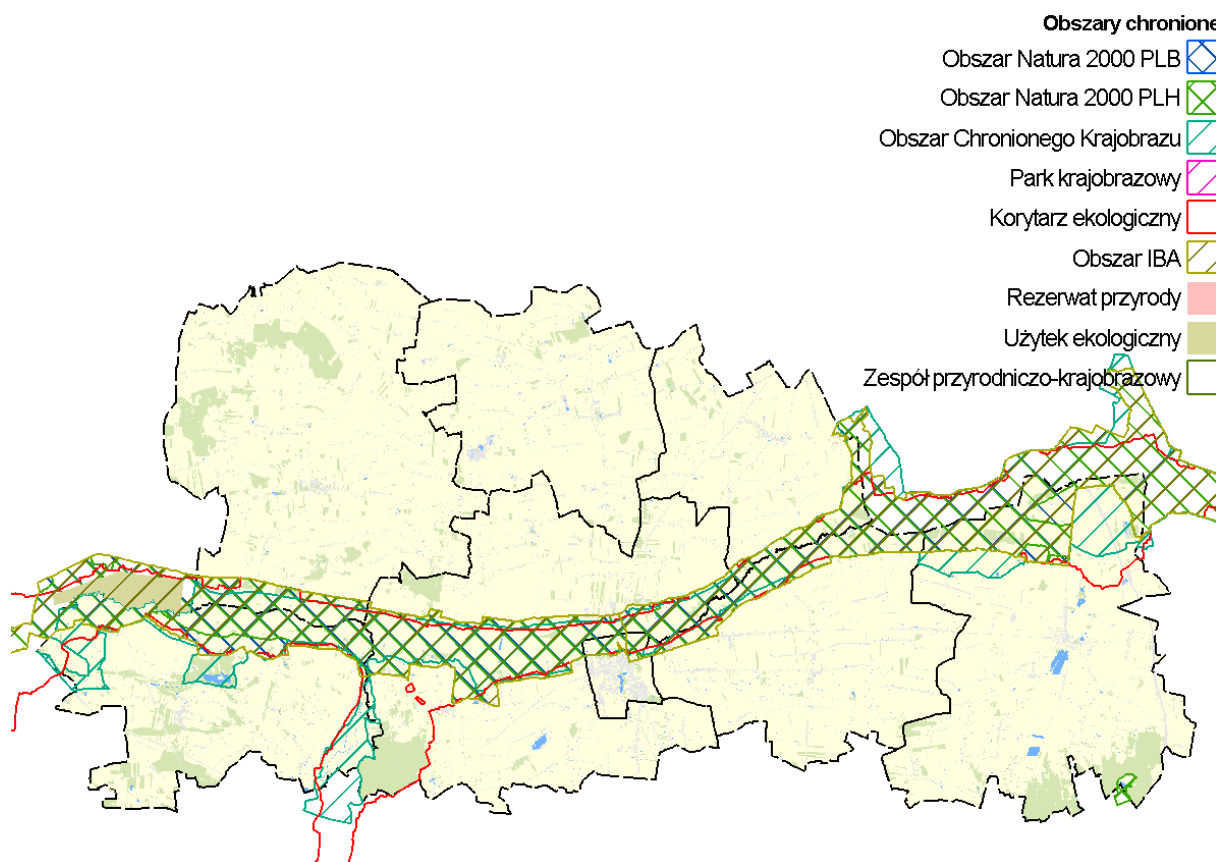 Obszary chronione
Obszar Natura 2000 PLB
Obszar Natura 2000 PLH
Obszar Chronionego Krajobrazu
Park krajobrazowy
Korytarz ekologiczny
Obszar IBA
Rezerwat przyrody
Użytek ekologiczny
Zespół przyrodniczo-krajobrazowy